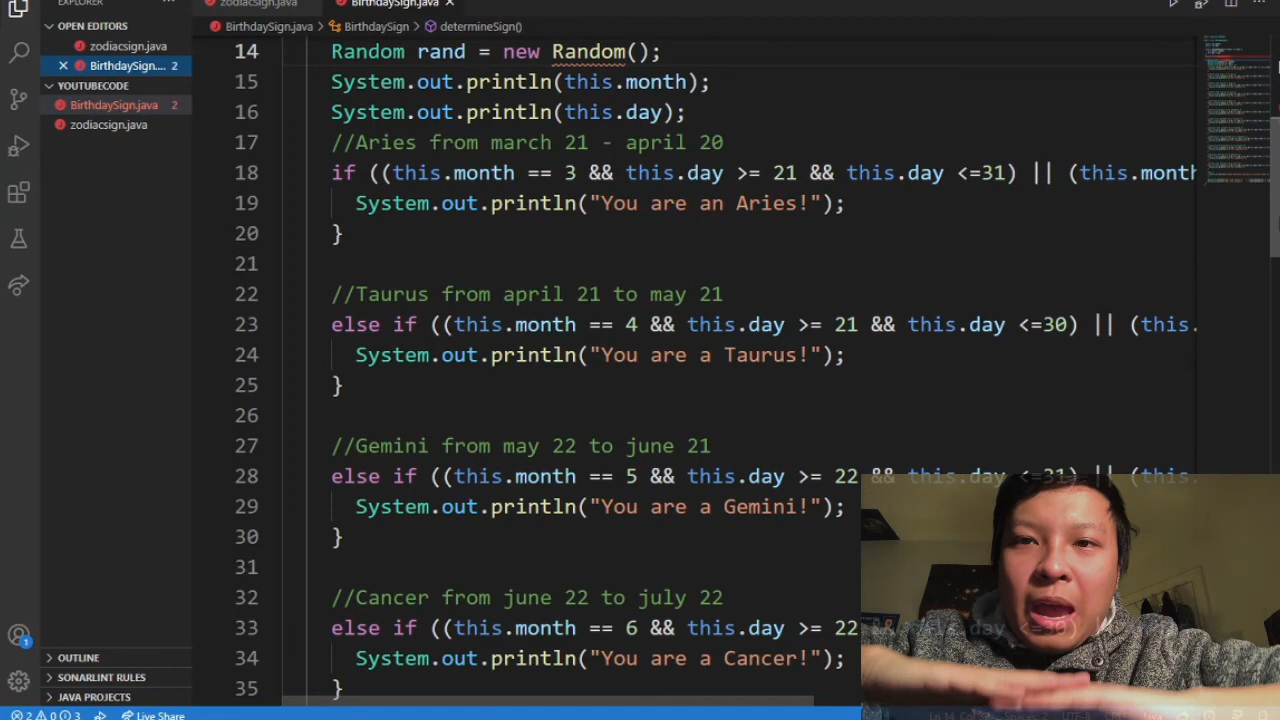 EXPLORER
zodiacsign.java
BirthdaySign.java
OPEN EDITORS
BirthdaySign.java > BirthdaySign > determineSign()
zodiacsign.java
BirthdaySign.... 2
YOUTUBECODE
BirthdaySign.java 2
zodiacsign.java
14 Random rand = new Random();
15 System.out.println(this.month);
16 System.out.println(this.day);
17 //Aries from march 21 - april 20
18 if ((this.month == 3 && this.day >= 21 && this.day <=31) || (this.month
19 System.out.println("You are an Aries!");
20 }
21
22 //Taurus from april 21 to may 21
23 else if ((this.month == 4 && this.day >= 21 && this.day <=30) || (this.
24 System.out.println("You are a Taurus!");
25 }
26
27 //Gemini from may 22 to june 21
28 else if ((this.month == 5 && this.day >= 22 && this.day <=31) || (this.
29 System.out.println("You are a Gemini!");
30 }
31
32 //Cancer from june 22 to july 22
33 else if ((this.month == 6 && this.day >= 22
34 System.out.println("You are a Cancer!");
35 }
1
OUTLINE
SONARLINT RULES
JAVA PROJECTS
2 0 3 Live Share